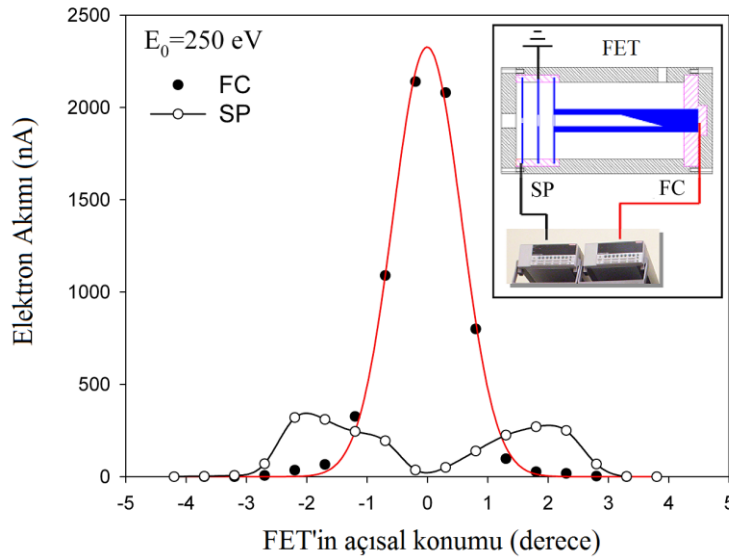 2500
2000
1500
1000
500
0
Elektron Akımı (nA)
E₀=250 eV
FC
SP
FET
SP
FC
-5 -4 -3 -2 -1 0 1 2 3 4 5
FET'in açısal konumu (derece)